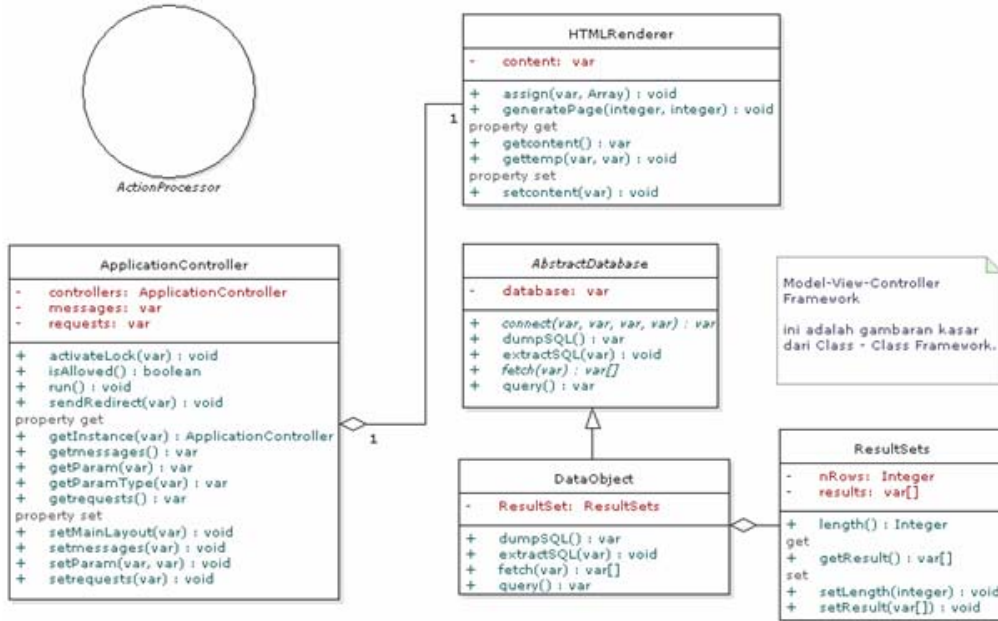 ActionProcessor
HTMLRenderer
- content: var
+ assign(var, Array) : void
+ generatePage(integer, integer) : void
property get
+ getcontent() : var
+ gettemp(var, var) : void
property set
+ setcontent(var) : void
1
1
ApplicationController
- controllers: ApplicationController
- messages: var
- requests: var
+ activateLock(var) : void
+ isAllowed() : boolean
+ run() : void
+ sendRedirect(var) : void
property get
+ getInstance(var) : ApplicationController
+ getmessages() : var
+ getParam(var) : var
+ getParamType(var) : var
+ getrequests() : var
property set
+ setMainLayout(var) : void
+ setmessages(var) : void
+ setParam(var, var) : void
+ setrequests(var) : void
AbstractDatabase
- database: var
+ connect(var, var, var, var) : var
+ dumpSQL() : var
+ extractSQL(var) : void
+ fetch(var) : var[]
+ query() : var
Model-View-Controller
Framework
ini adalah gambaran kasar
dari Class - Class Framework.
DataObject
- ResultSet: ResultSets
+ dumpSQL() : var
+ extractSQL(var) : void
+ fetch(var) : var[]
+ query() : var
ResultSets
- nRows: Integer
- results: var[]
+ length() : Integer
get
+ getResult() : var[]
set
+ setLength(integer) : void
+ setResult(var[]) : void